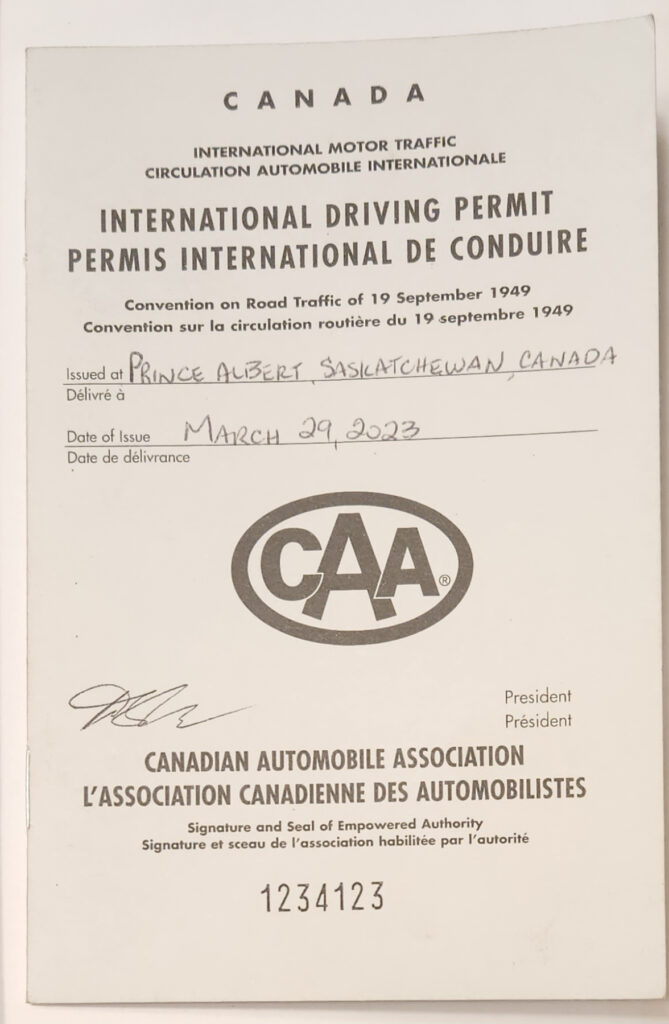 CANADA
INTERNATIONAL MOTOR TRAFFIC
CIRCULATION AUTOMOBILE INTERNATIONALE
INTERNATIONAL DRIVING PERMIT
PERMIS INTERNATIONAL DE CONDUIRE
Convention on Road Traffic of 19 September 1949
Convention sur la circulation routière du 19 septembre 1949
Issued at PRINCE ALBERT, SASKATCHEWAN, CANADA
Délivré à
Date of Issue MARCH 29, 2023
Date de délivrance
CAA®
President
Président
CANADIAN AUTOMOBILE ASSOCIATION
L'ASSOCIATION CANADIENNE DES AUTOMOBILISTES
Signature and Seal of Empowered Authority
Signature et sceau de l'association habilitée par l'autorité
1234123